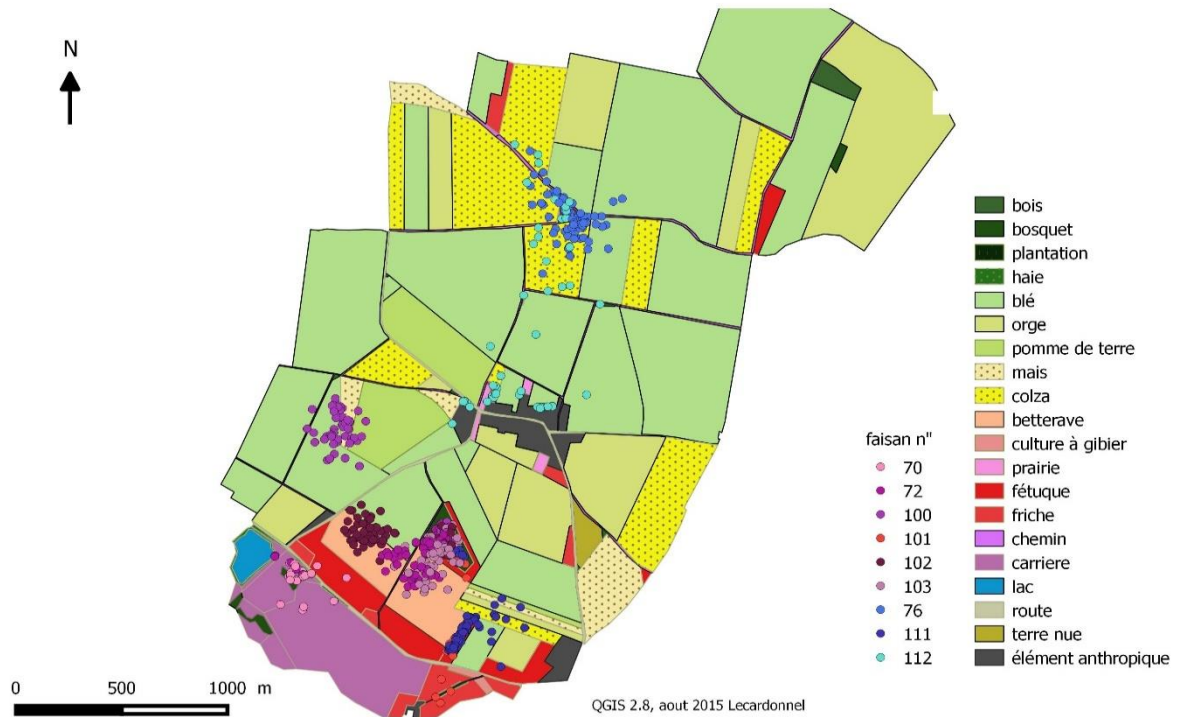 N
bois
bosquet
plantation
haie
blé
orge
pomme de terre
mais
colza
betterave
culture à gibier
prairie
fétuque
friche
chemin
carriere
lac
route
terre nue
élément anthropique
faisan n"
70
72
100
101
102
103
76
111
112
0 500 1000 m
QGIS 2.8, aout 2015 Lecardonnel